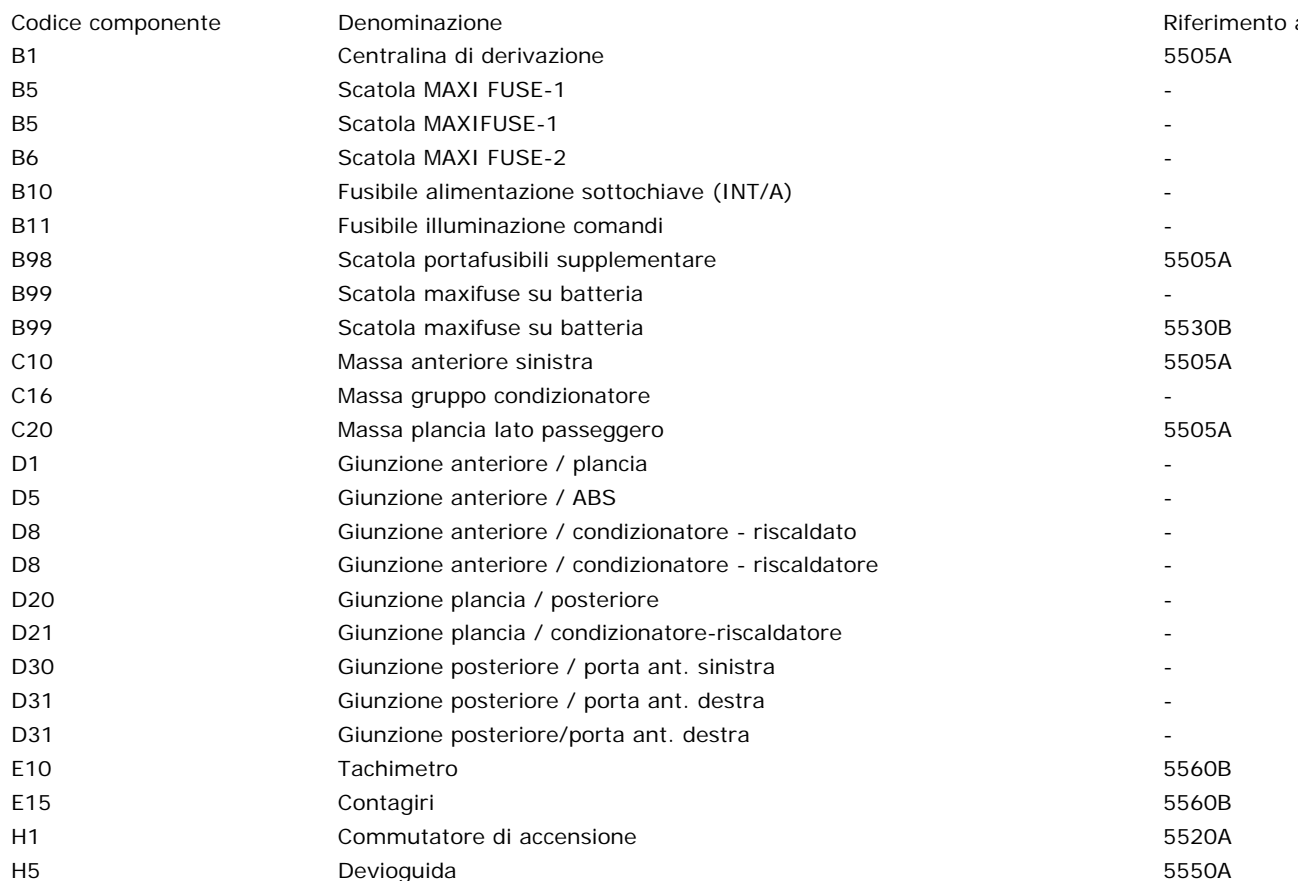 Codice componente Denominazione Riferimento a
B1 Centralina di derivazione 5505A
B5 Scatola MAXI FUSE-1 -
B5 Scatola MAXIFUSE-1 -
B6 Scatola MAXI FUSE-2 -
B10 Fusibile alimentazione sottochiave (INT/A) -
B11 Fusibile illuminazione comandi -
B98 Scatola portafusibili supplementare 5505A
B99 Scatola maxifuse su batteria -
B99 Scatola maxifuse su batteria 5530B
C10 Massa anteriore sinistra 5505A
C16 Massa gruppo condizionatore -
C20 Massa plancia lato passeggero 5505A
D1 Giunzione anteriore / plancia -
D5 Giunzione anteriore / ABS -
D8 Giunzione anteriore / condizionatore - riscaldato -
D8 Giunzione anteriore / condizionatore - riscaldatore -
D20 Giunzione plancia / posteriore -
D21 Giunzione plancia / condizionatore-riscaldatore -
D30 Giunzione posteriore / porta ant. sinistra -
D31 Giunzione posteriore / porta ant. destra -
D31 Giunzione posteriore/porta ant. destra -
E10 Tachimetro 5560B
E15 Contagiri 5560B
H1 Commutatore di accensione 5520A
H5 Devioguida 5550A